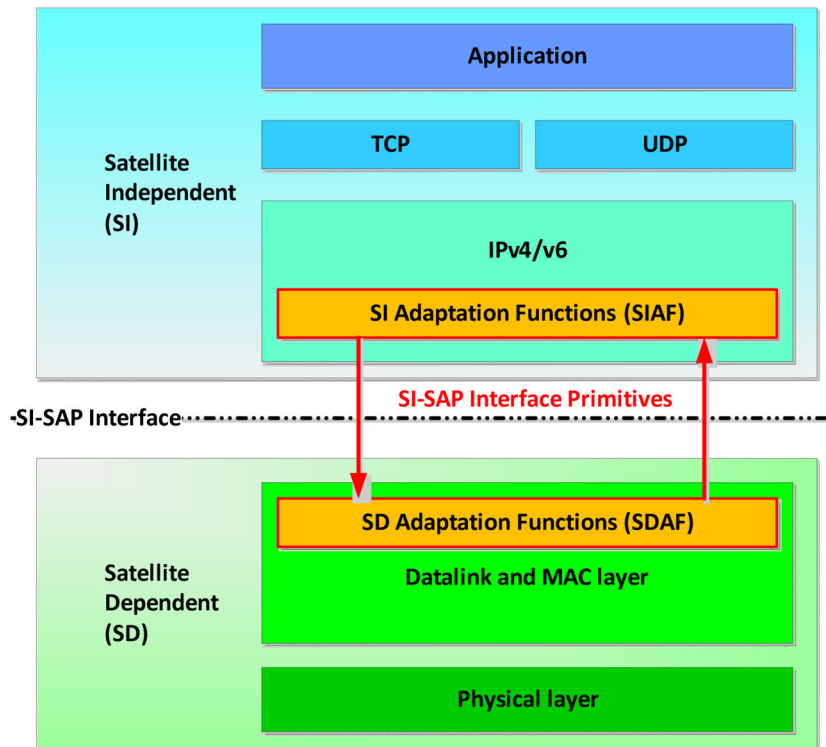 Application
TCP
UDP
Satellite
Independent
(SI)
IPv4/v6
SI Adaptation Functions (SIAF)
SI-SAP Interface Primitives
SI-SAP Interface
SD Adaptation Functions (SDAF)
Datalink and MAC layer
Satellite
Dependent
(SD)
Physical layer